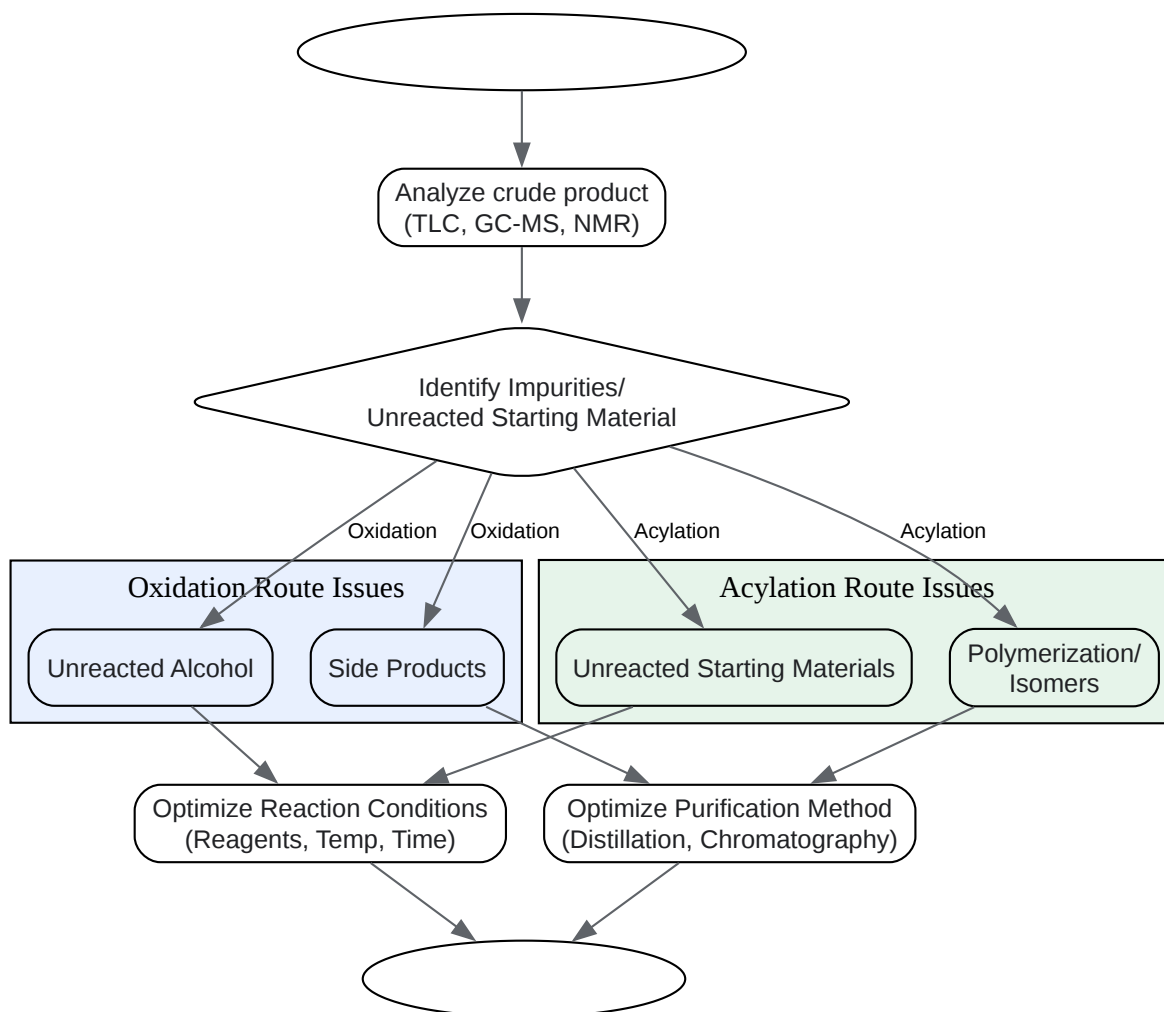 Analyze crude product
(TLC, GC-MS, NMR)
Identify Impurities/
Unreacted Starting Material
Oxidation
Oxidation
Acylation
Acylation
Oxidation Route Issues
Acylation Route Issues
Unreacted Alcohol
Side Products
Unreacted Starting Materials
Polymerization/
Isomers
Optimize Reaction Conditions
(Reagents, Temp, Time)
Optimize Purification Method
(Distillation, Chromatography)